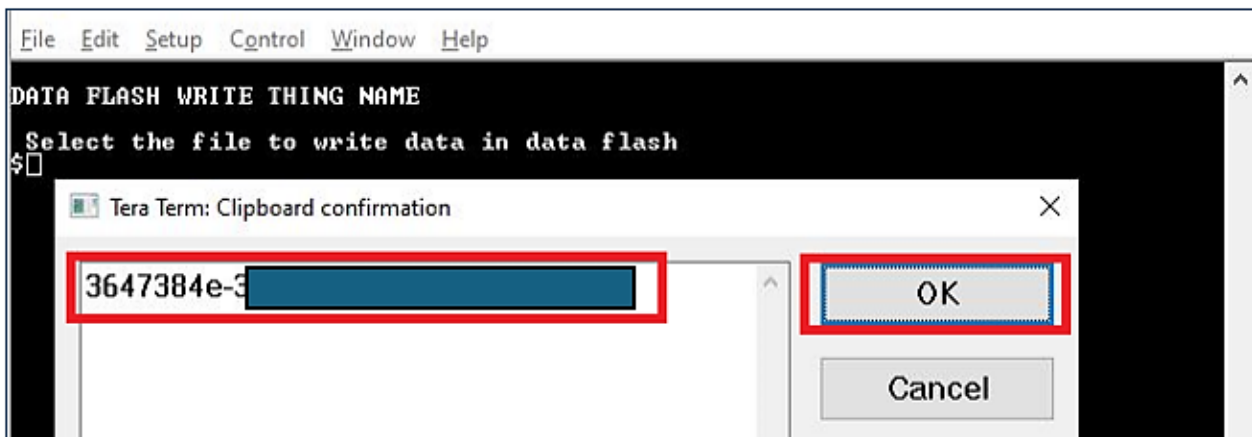 File Edit Setup Control Window Help
DATA FLASH WRITE THING NAME
Select the file to write data in data flash
$
Tera Term: Clipboard confirmation
3647384e-3
OK
Cancel